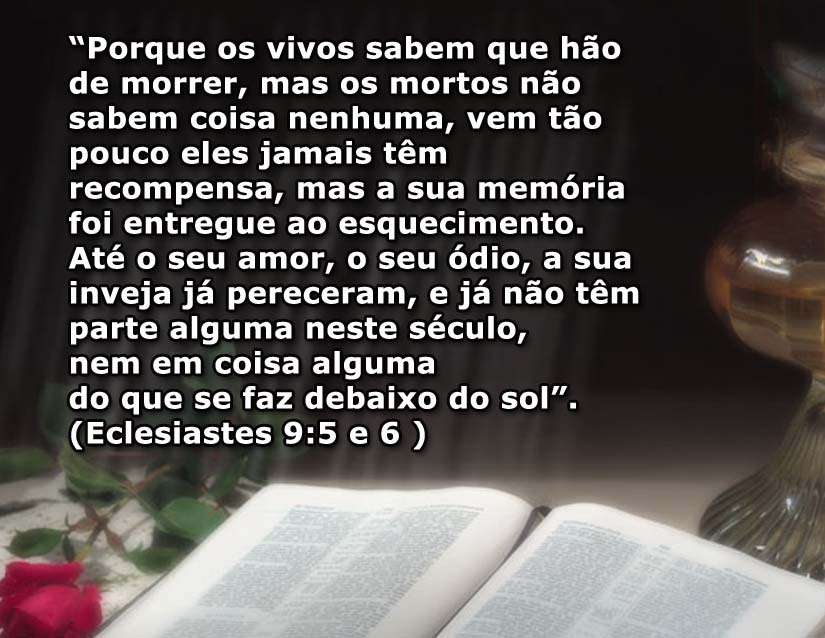 “Porque os vivos sabem que hão
de morrer, mas os mortos não
sabem coisa nenhuma, vem tão
pouco eles jamais têm
recompensa, mas a sua memória
foi entregue ao esquecimento.
Até o seu amor, o seu ódio, a sua
inveja já pereceram, e já não têm
parte alguma neste século,
nem em coisa alguma
do que se faz debaixo do sol”.
(Eclesiastes 9:5 e 6 )